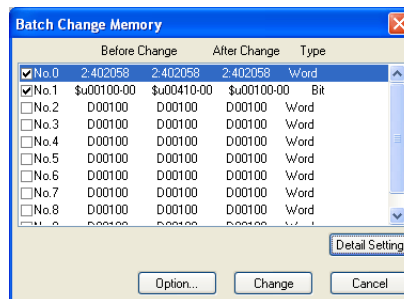 Batch Change Memory
Before Change After Change Type
No.0 2:402058 2:402058 2:402058 Word
No.1 $u00100-00 $u00410-00 $u00100-00 Bit
No.2 D00100 D00100 D00100 Word
No.3 D00100 D00100 D00100 Word
No.4 D00100 D00100 D00100 Word
No.5 D00100 D00100 D00100 Word
No.6 D00100 D00100 D00100 Word
No.7 D00100 D00100 D00100 Word
No.8 D00100 D00100 D00100 Word
Detail Setting
Option... Change Cancel